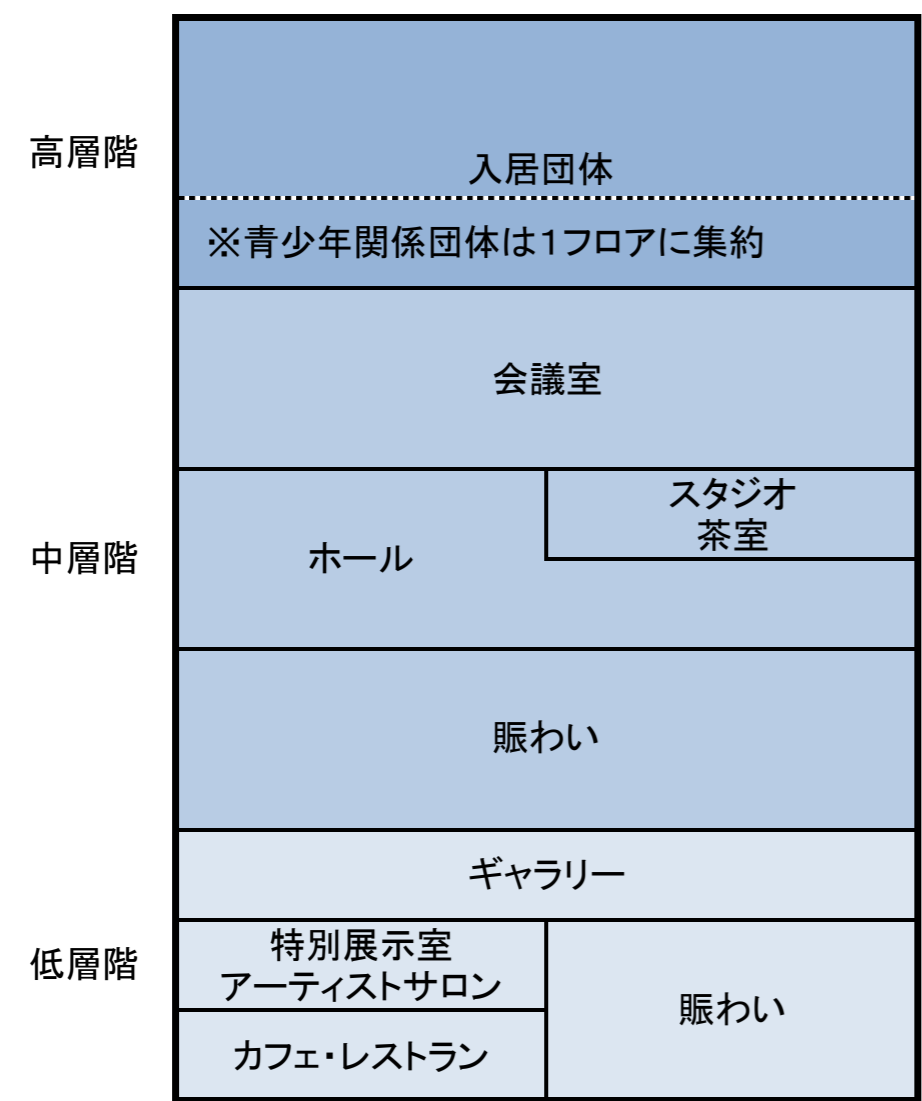 高層階
入居団体
※青少年関係団体は1フロアに集約
会議室
中層階
ホール
スタジオ
茶室
賑わい
ギャラリー
低層階
特別展示室
アーティストサロン
賑わい
カフェ・レストラン